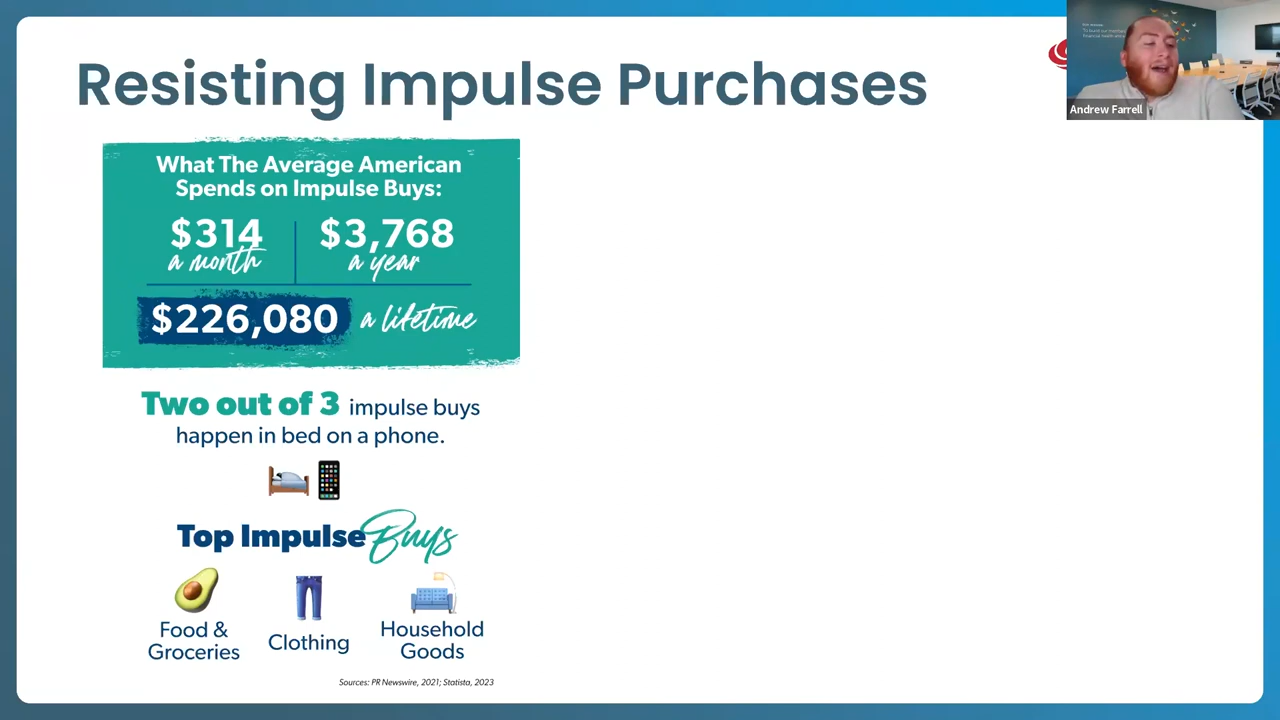 Resisting Impulse Purchases
What The Average American
Spends on Impulse Buys:
$314
a month
$3,768
a year
$226,080 a lifetime
Two out of 3 impulse buys
happen in bed on a phone.
Top Impulse Buys
Food &
Groceries
Clothing
Household
Goods
Sources: PR Newswire, 2021; Statista, 2023
Andrew Farrell